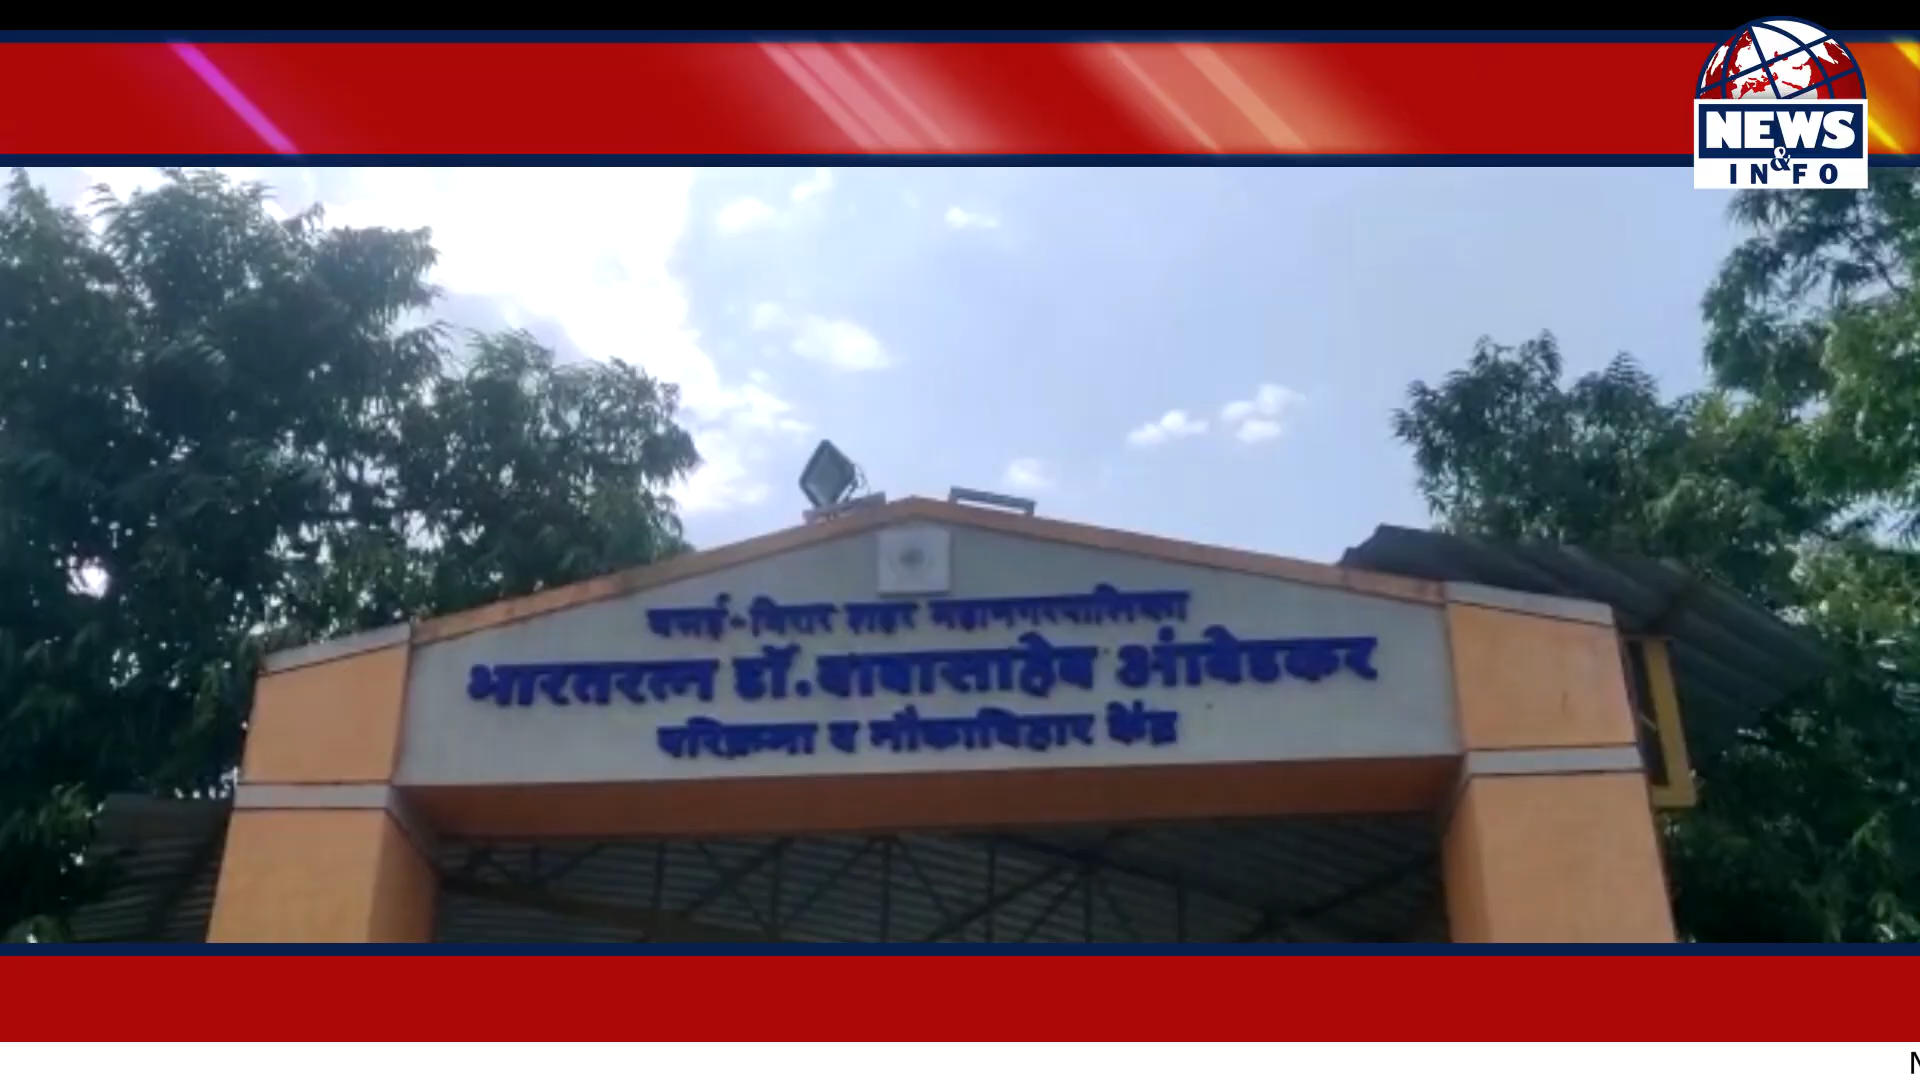 NEWS
&
INFO
वसई-विरार शहर महानगरपालिका
भारतरत्न डॉ.बाबासाहेब आंबेडकर
परिक्रमा व नौकाविहार केंद्र
N